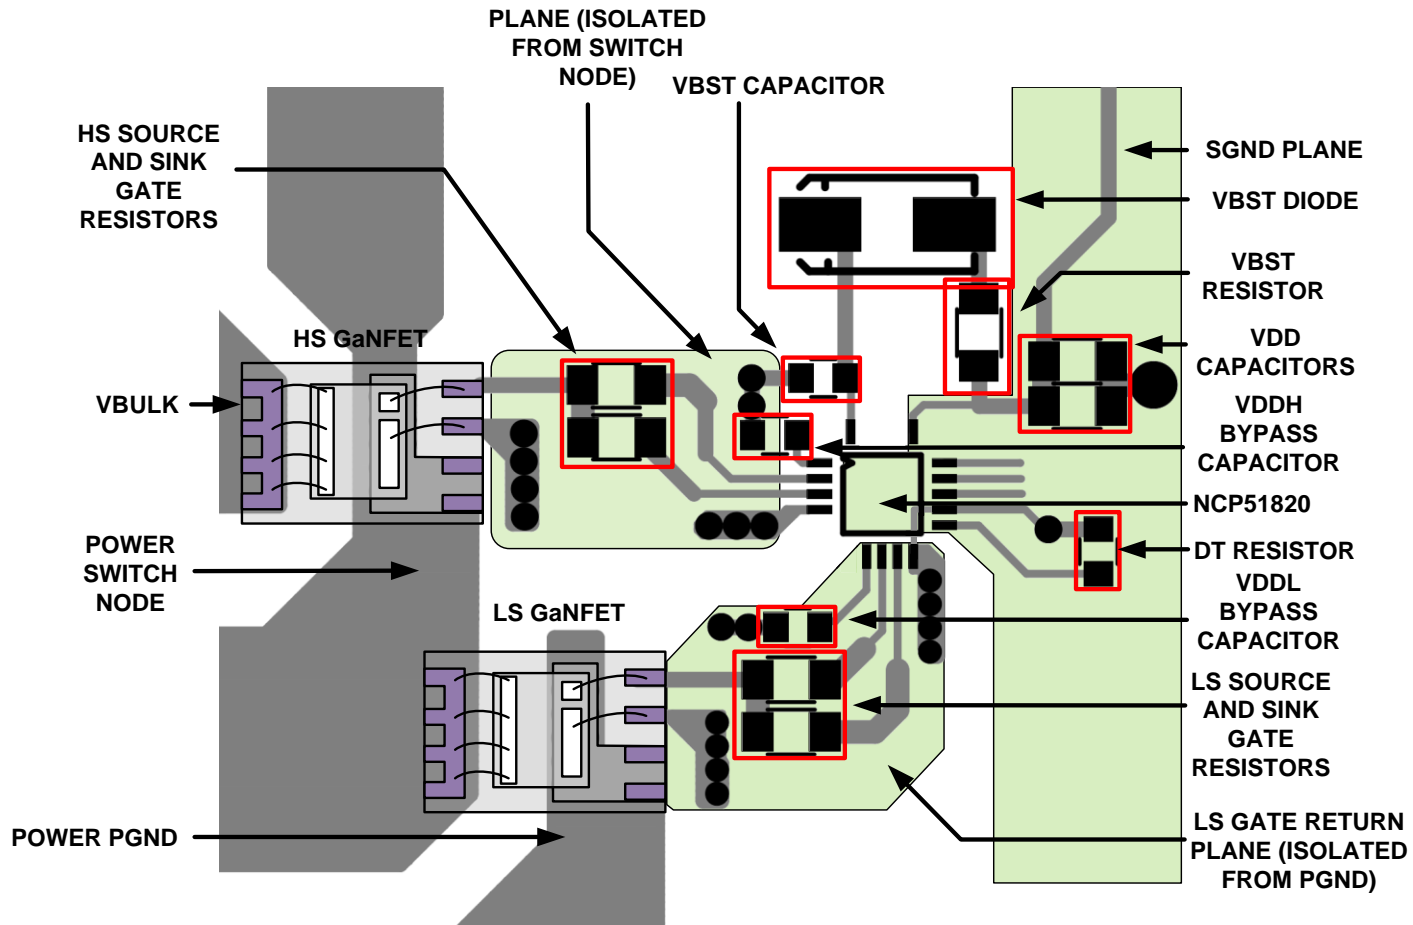 PLANE (ISOLATED
FROM SWITCH
NODE)
VBST CAPACITOR
HS SOURCE
AND SINK
GATE
RESISTORS
SGND PLANE
VBST DIODE
VBST
RESISTOR
HS GaNFET
VDD
CAPACITORS
VBULK
VDDH
BYPASS
CAPACITOR
NCP51820
POWER
SWITCH
NODE
DT RESISTOR
LS GaNFET
VDDL
BYPASS
CAPACITOR
LS SOURCE
AND SINK
GATE
RESISTORS
POWER PGND
LS GATE RETURN
PLANE (ISOLATED
FROM PGND)